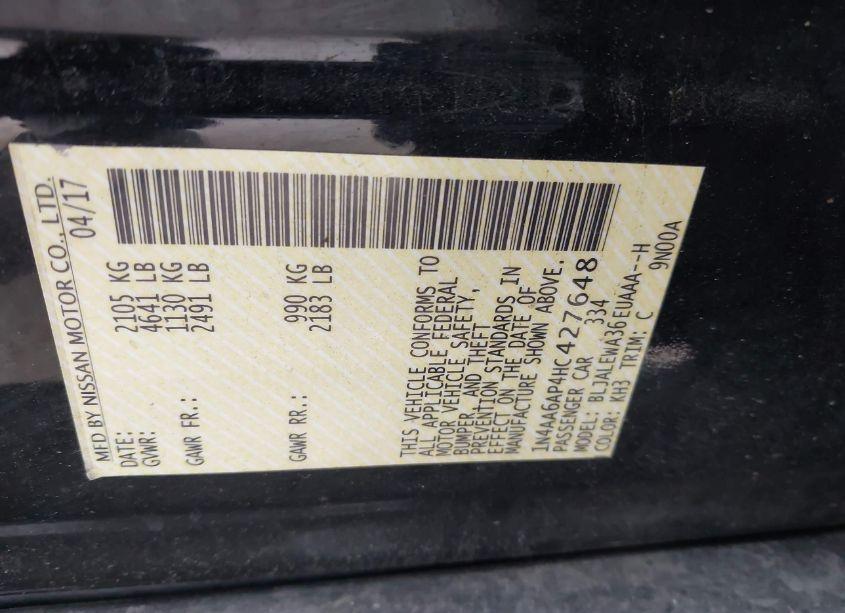 MFD BY NISSAN MOTOR CO., LTD.
DATE: 04/17
GVWR: 2105 KG
4641 LB
GAWR FR.: 1130 KG
2491 LB
GAWR RR.: 990 KG
2183 LB
THIS VEHICLE CONFORMS TO
ALL APPLICABLE FEDERAL
MOTOR VEHICLE SAFETY,
BUMPER, AND THEFT
PREVENTION STANDARDS IN
EFFECT ON THE DATE OF
MANUFACTURE SHOWN ABOVE.
1N4AA6AP4HC427648
PASSENGER CAR 334
MODEL: BLJALEWA36EUAAA--H
COLOR: KH3 TRIM: C 9N00A